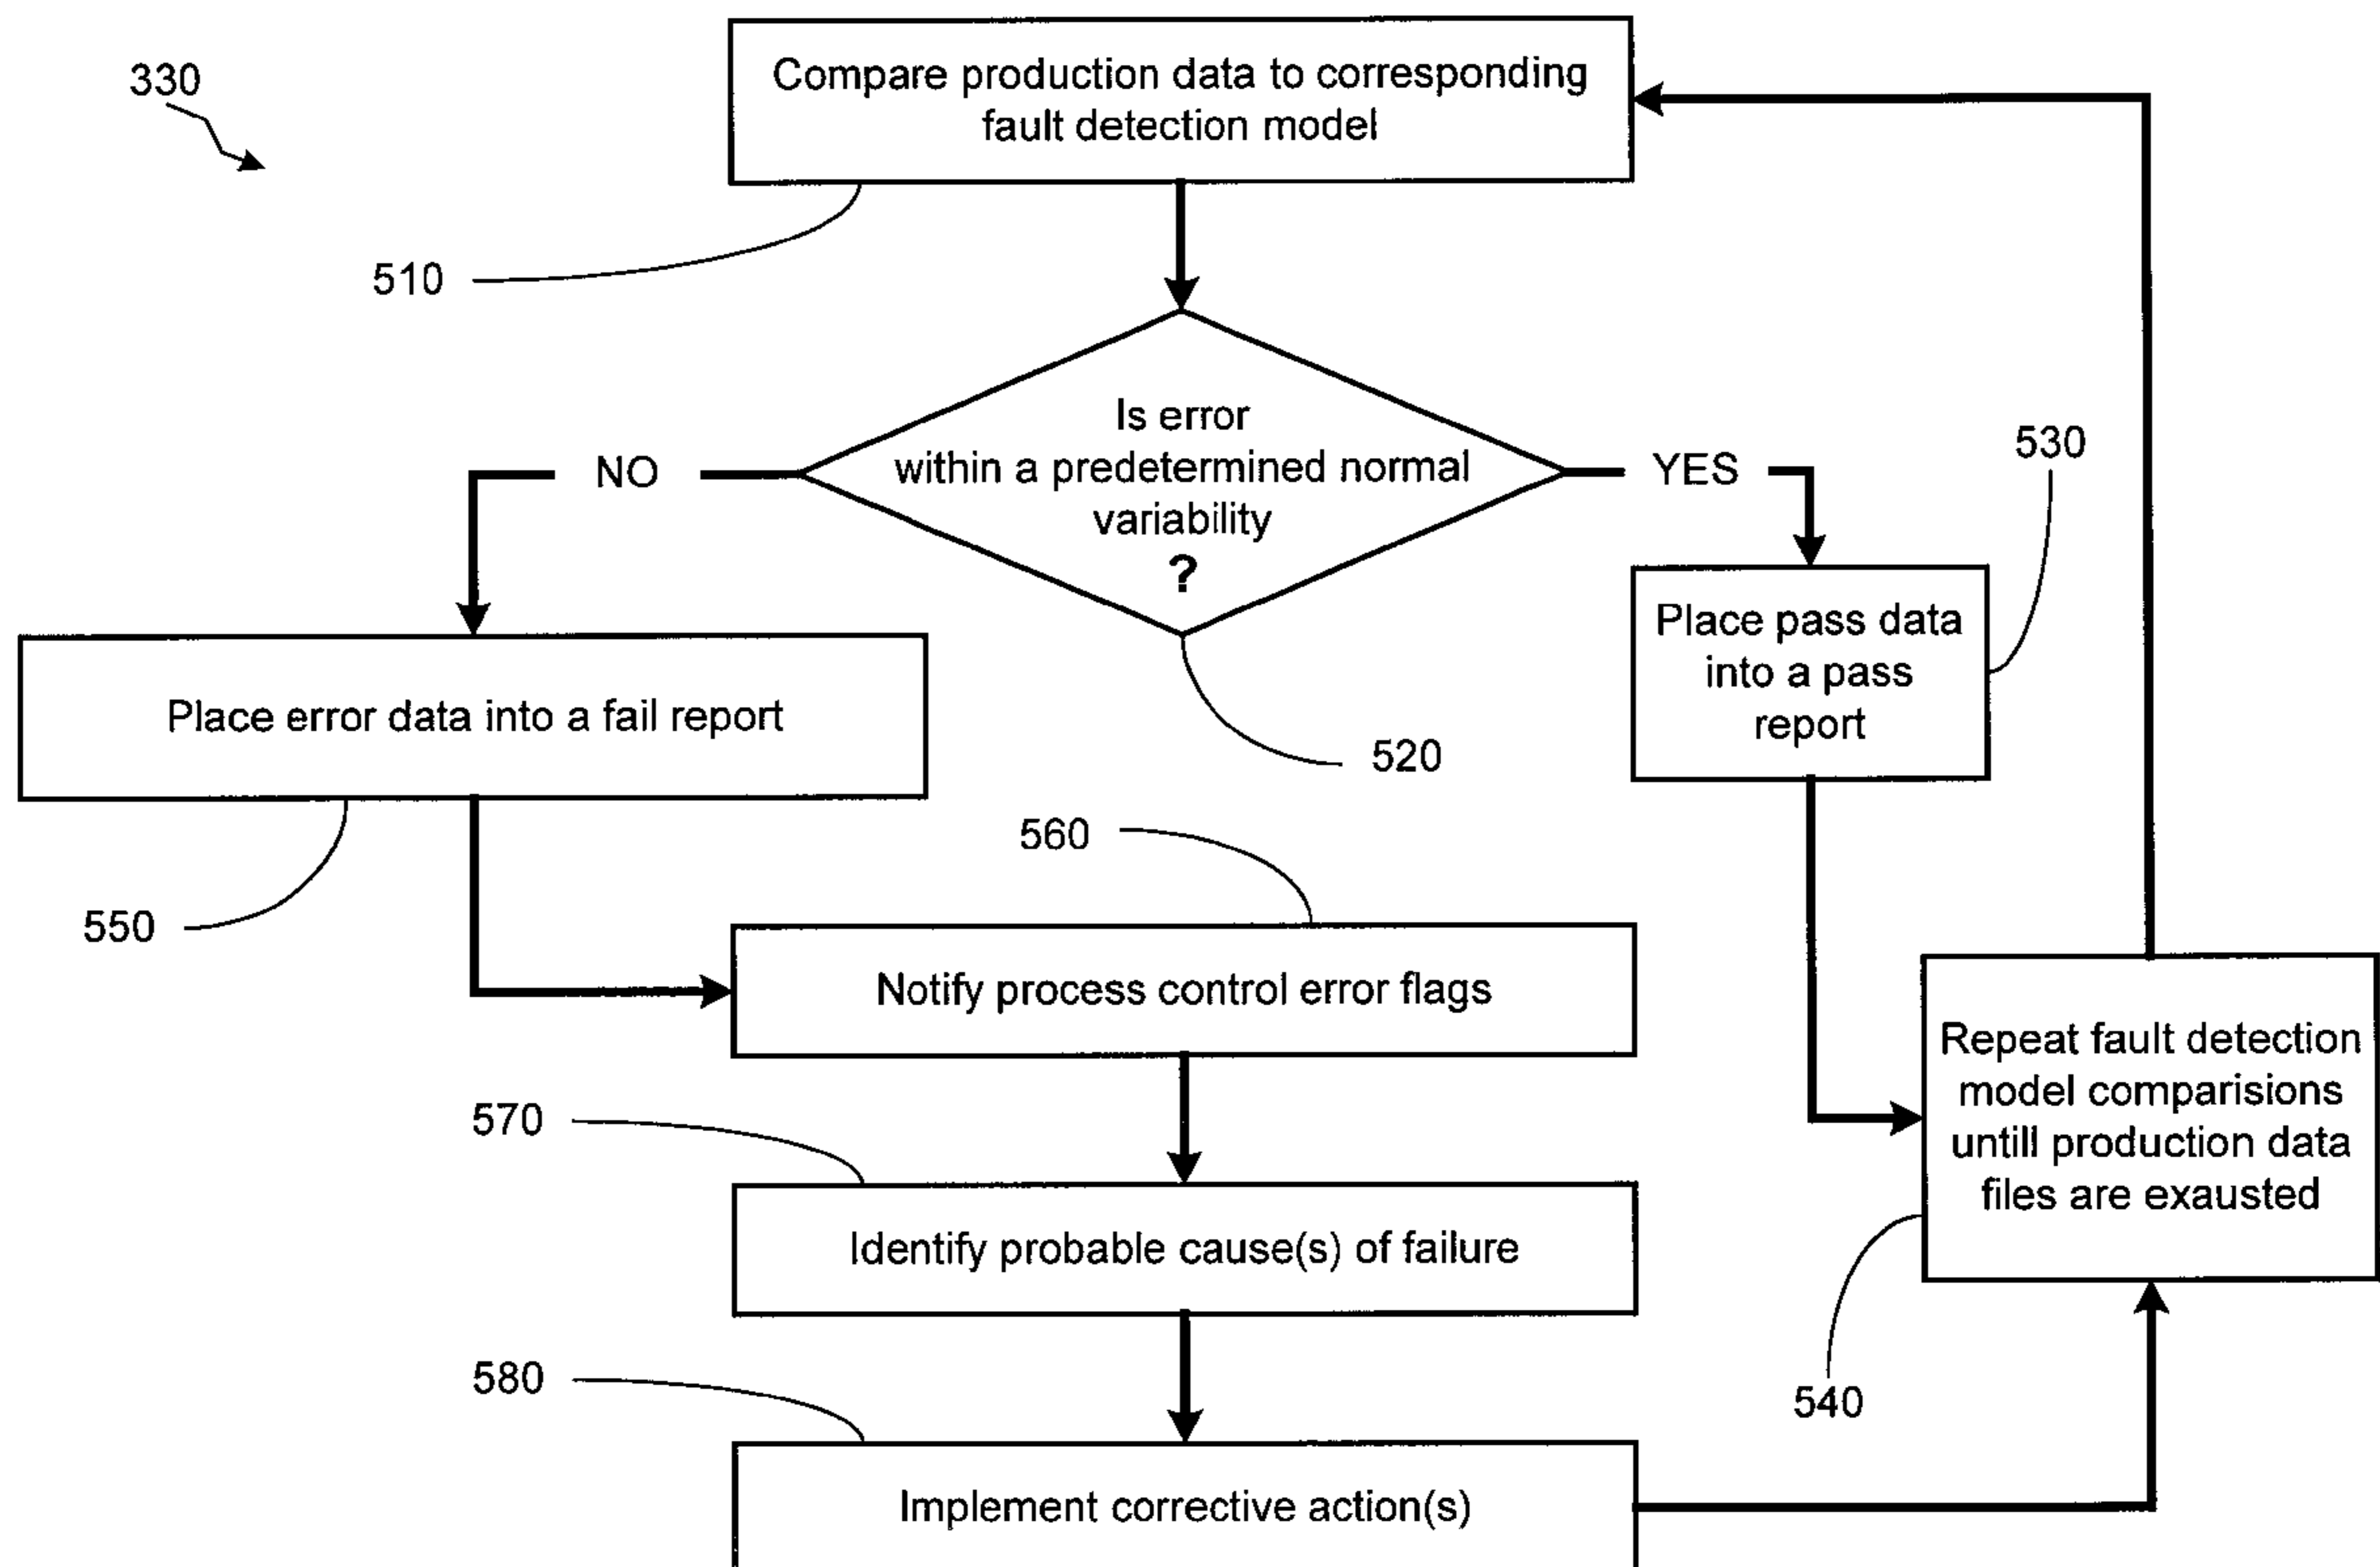 330
Compare production data to corresponding
fault detection model
510
Is error
within a predetermined normal
variability
?
NO
YES
530
Place pass data
into a pass
report
Place error data into a fail report
520
550
560
Notify process control error flags
Repeat fault detection
model comparisions
untill production data
files are exausted
570
Identify probable cause(s) of failure
580
540
Implement corrective action(s)